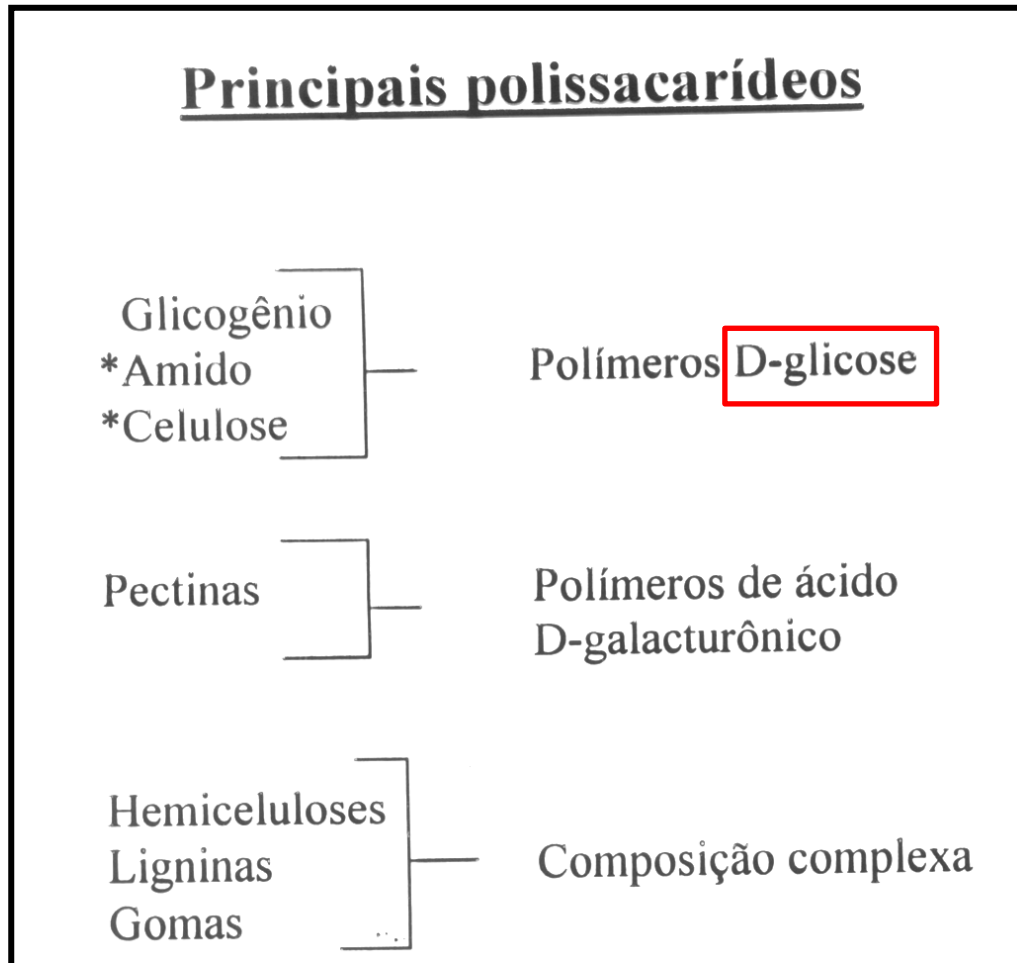 Principais polissacarídeos
Glicogênio
*Amido
*Celulose
Polímeros D-glicose
Pectinas
Polímeros de ácido
D-galacturônico
Hemiceluloses
Ligninas
Gomas
Composição complexa